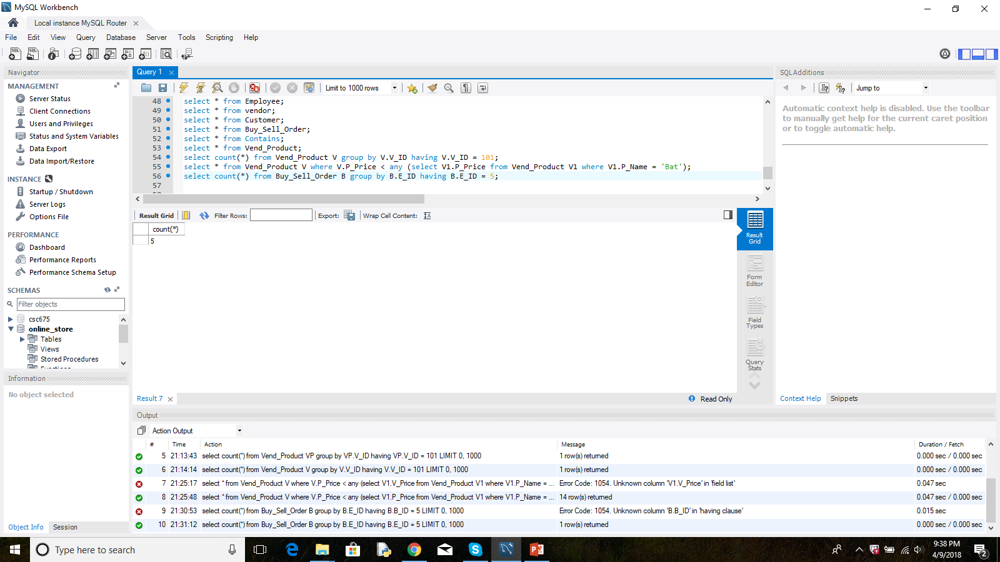 MySQL Workbench
Local instance MySQL Router
File Edit View Query Database Server Tools Scripting Help
Navigator
MANAGEMENT
Server Status
Client Connections
Users and Privileges
Status and System Variables
Data Export
Data Import/Restore
INSTANCE
Startup / Shutdown
Server Logs
Options File
PERFORMANCE
Dashboard
Performance Reports
Performance Schema Setup
SCHEMAS
Filter objects
csc675
online_store
Tables
Views
Stored Procedures
Information
No object selected
Object Info Session
Query 1
Limit to 1000 rows
48 select * from Employee;
49 select * from vendor;
50 select * from Customer;
51 select * from Buy_Sell_Order;
52 select * from Contains;
53 select * from Vend_Product;
54 select count(*) from Vend_Product V group by V.V_ID having V.V_ID = 101;
55 select * from Vend_Product V where V.P_Price < any (select V1.P_Price from Vend_Product V1 where V1.P_Name = 'Bat');
56 select count(*) from Buy_Sell_Order B group by B.E_ID having B.E_ID = 5;
57
Result Grid Filter Rows: Export: Wrap Cell Content:
count(*)
5
Result Grid
Form Editor
Field Types
Query Stats
Result 7
Read Only
SQLAdditions
Jump to
Automatic context help is disabled. Use the toolbar
to manually get help for the current caret position
or to toggle automatic help.
Context Help Snippets
Output
Action Output
# Time Action Message Duration / Fetch
5 21:13:43 select count(*) from Vend_Product VP group by VP.V_ID having VP.V_ID = 101 LIMIT 0, 1000 1 row(s) returned 0.000 sec / 0.000 sec
6 21:14:14 select count(*) from Vend_Product V group by V.V_ID having V.V_ID = 101 LIMIT 0, 1000 1 row(s) returned 0.000 sec / 0.000 sec
7 21:25:17 select * from Vend_Product V where V.P_Price < any (select V1.V_Price from Vend_Product V1 where V1.P_Name = ... Error Code: 1054. Unknown column 'V1.V_Price' in 'field list' 0.047 sec
8 21:25:48 select * from Vend_Product V where V.P_Price < any (select V1.P_Price from Vend_Product V1 where V1.P_Name = ... 14 row(s) returned 0.047 sec / 0.000 sec
9 21:30:53 select count(*) from Buy_Sell_Order B group by B.E_ID having B.B_ID = 5 LIMIT 0, 1000 Error Code: 1054. Unknown column 'B.B_ID' in 'having clause' 0.015 sec
10 21:31:12 select count(*) from Buy_Sell_Order B group by B.E_ID having B.E_ID = 5 LIMIT 0, 1000 1 row(s) returned 0.000 sec / 0.000 sec
Type here to search
9:38 PM
4/9/2018
2